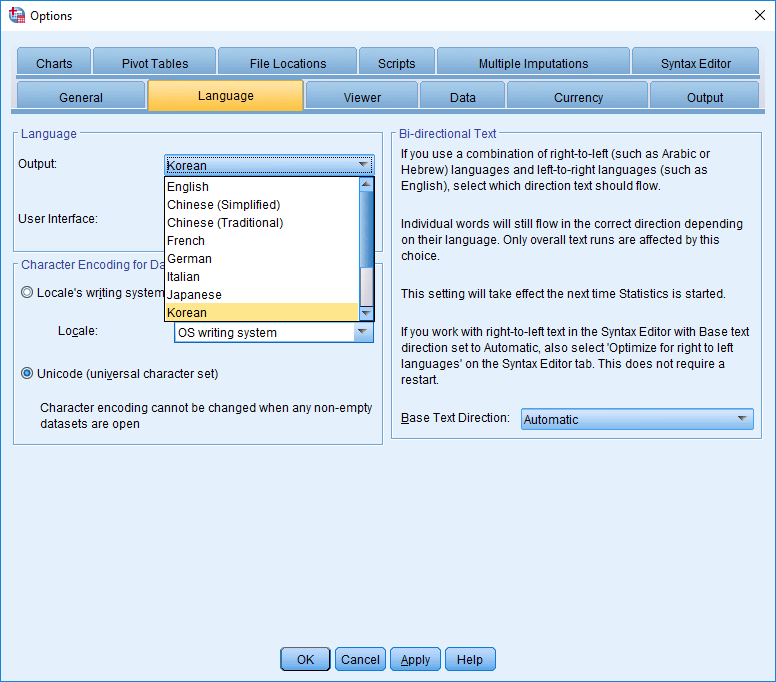 Options
Charts
Pivot Tables
File Locations
Scripts
Multiple Imputations
Syntax Editor
General
Language
Viewer
Data
Currency
Output
Language
Output:
Korean
English
Chinese (Simplified)
Chinese (Traditional)
French
German
Italian
Japanese
Korean
User Interface:
Character Encoding for Da
Locale's writing system
Locale:
OS writing system
Unicode (universal character set)
Character encoding cannot be changed when any non-empty
datasets are open
Bi-directional Text
If you use a combination of right-to-left (such as Arabic or
Hebrew) languages and left-to-right languages (such as
English), select which direction text should flow.
Individual words will still flow in the correct direction depending
on their language. Only overall text runs are affected by this
choice.
This setting will take effect the next time Statistics is started.
If you work with right-to-left text in the Syntax Editor with Base text
direction set to Automatic, also select 'Optimize for right to left
languages' on the Syntax Editor tab. This does not require a
restart.
Base Text Direction:
Automatic
OK
Cancel
Apply
Help